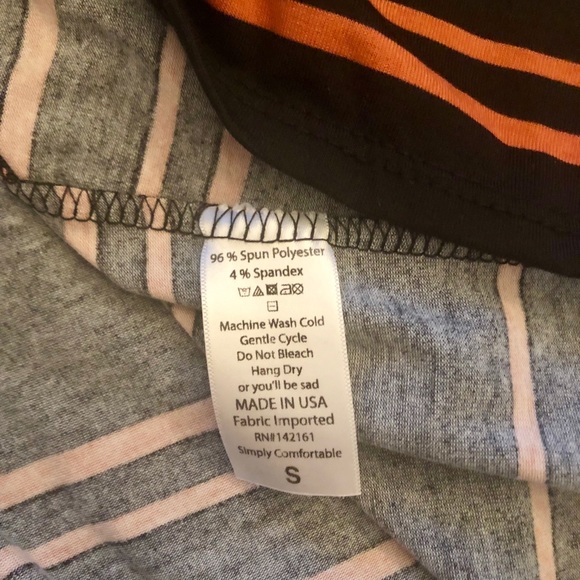 96 % Spun Polyester
4 % Spandex
Machine Wash Cold
Gentle Cycle
Do Not Bleach
Hang Dry
or you'll be sad
MADE IN USA
Fabric Imported
RN#142161
Simply Comfortable
S